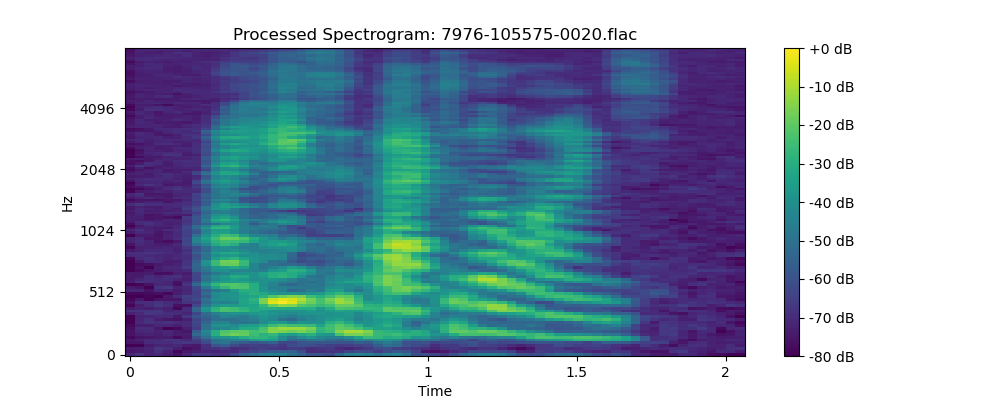 Processed Spectrogram: 7976-105575-0020.flac
Hz
4096
2048
1024
512
0
0 0.5 1 1.5 2
Time
+0 dB
-10 dB
-20 dB
-30 dB
-40 dB
-50 dB
-60 dB
-70 dB
-80 dB